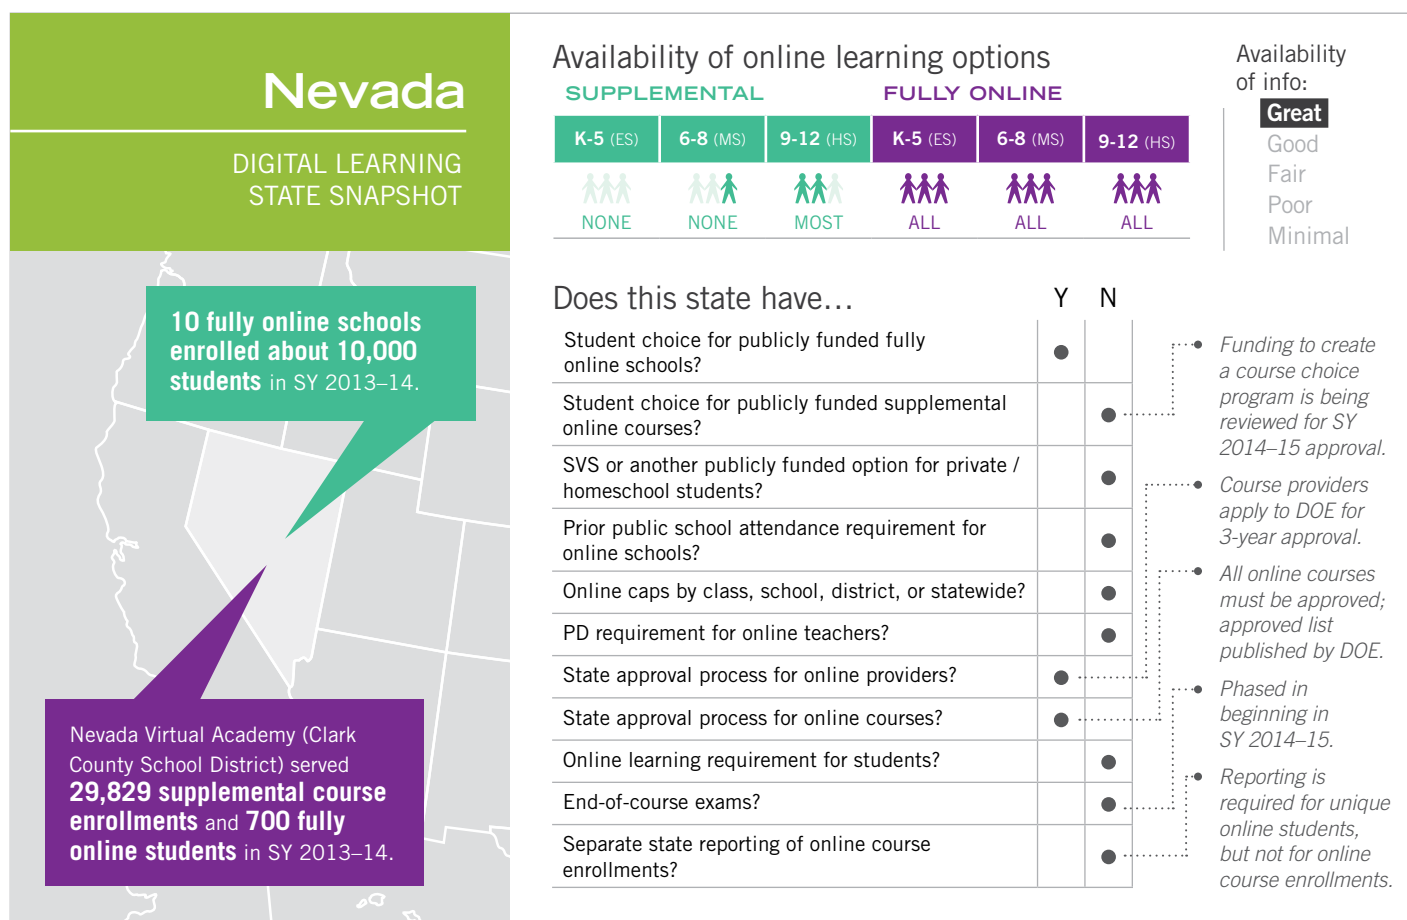 Nevada
DIGITAL LEARNING
STATE SNAPSHOT
10 fully online schools
enrolled about 10,000
students in SY 2013–14.
Nevada Virtual Academy (Clark
County School District) served
29,829 supplemental course
enrollments and 700 fully
online students in SY 2013–14.
Availability of online learning options
SUPPLEMENTAL FULLY ONLINE
K-5 (ES) 6-8 (MS) 9-12 (HS) K-5 (ES) 6-8 (MS) 9-12 (HS)
NONE NONE MOST ALL ALL ALL
Availability
of info:
Great
Good
Fair
Poor
Minimal
Does this state have… Y N
Student choice for publicly funded fully
online schools?
Student choice for publicly funded supplemental
online courses?
SVS or another publicly funded option for private /
homeschool students?
Prior public school attendance requirement for
online schools?
Online caps by class, school, district, or statewide?
PD requirement for online teachers?
State approval process for online providers?
State approval process for online courses?
Online learning requirement for students?
End-of-course exams?
Separate state reporting of online course
enrollments?
Funding to create
a course choice
program is being
reviewed for SY
2014–15 approval.
Course providers
apply to DOE for
3-year approval.
All online courses
must be approved;
approved list
published by DOE.
Phased in
beginning in
SY 2014–15.
Reporting is
required for unique
online students,
but not for online
course enrollments.